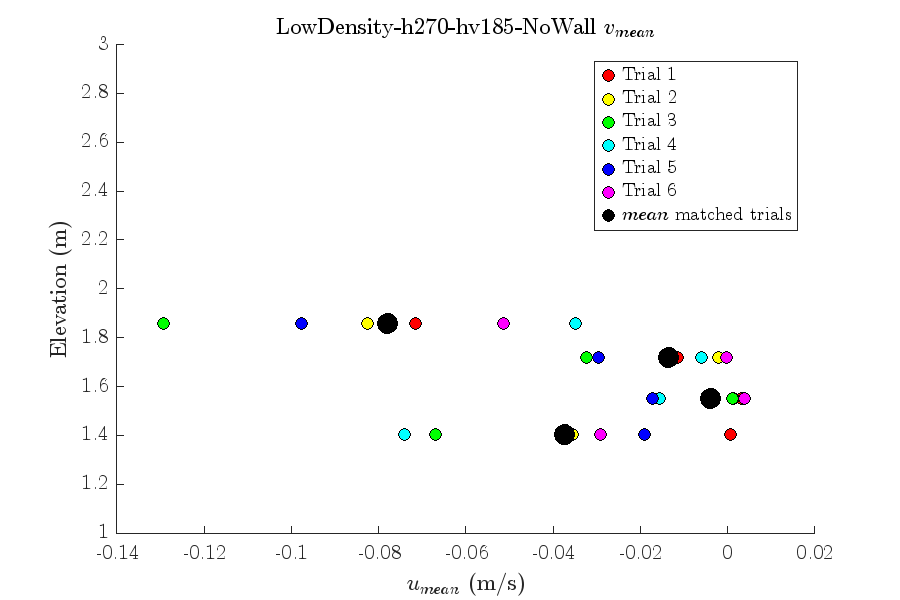 LowDensity-h270-hv185-NoWall v_mean
Trial 1
Trial 2
Trial 3
Trial 4
Trial 5
Trial 6
mean matched trials
3
2.8
2.6
2.4
2.2
2
1.8
1.6
1.4
1.2
1
Elevation (m)
-0.14 -0.12 -0.1 -0.08 -0.06 -0.04 -0.02 0 0.02
u_mean (m/s)